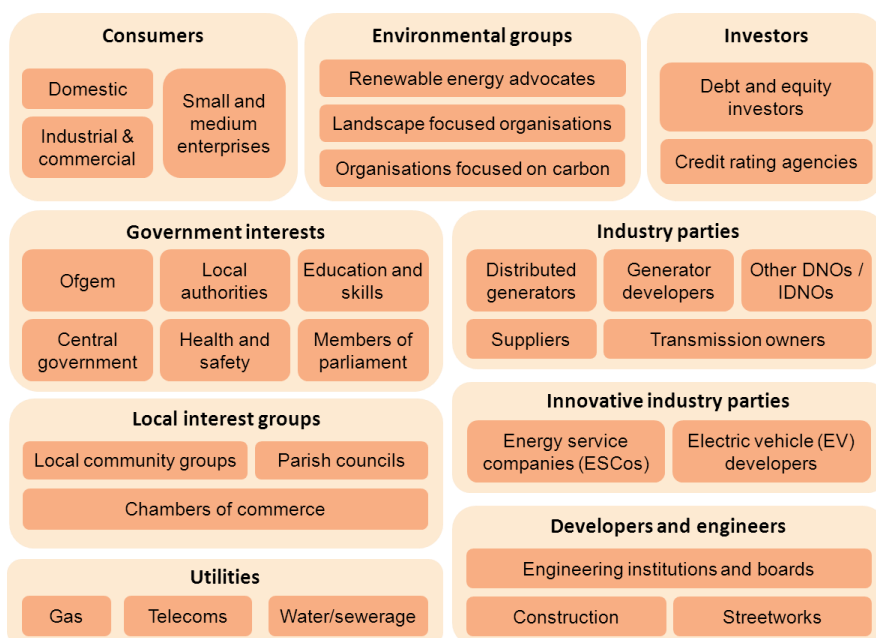 Consumers
Domestic
Industrial &
commercial
Small and
medium
enterprises
Environmental groups
Renewable energy advocates
Landscape focused organisations
Organisations focused on carbon
Investors
Debt and equity
investors
Credit rating agencies
Government interests
Ofgem
Local
authorities
Education and
skills
Central
government
Health and
safety
Members of
parliament
Industry parties
Distributed
generators
Generator
developers
Other DNOs /
IDNOs
Suppliers
Transmission owners
Local interest groups
Local community groups
Parish councils
Chambers of commerce
Innovative industry parties
Energy service
companies (ESCos)
Electric vehicle (EV)
developers
Utilities
Gas
Telecoms
Water/sewerage
Developers and engineers
Engineering institutions and boards
Construction
Streetworks